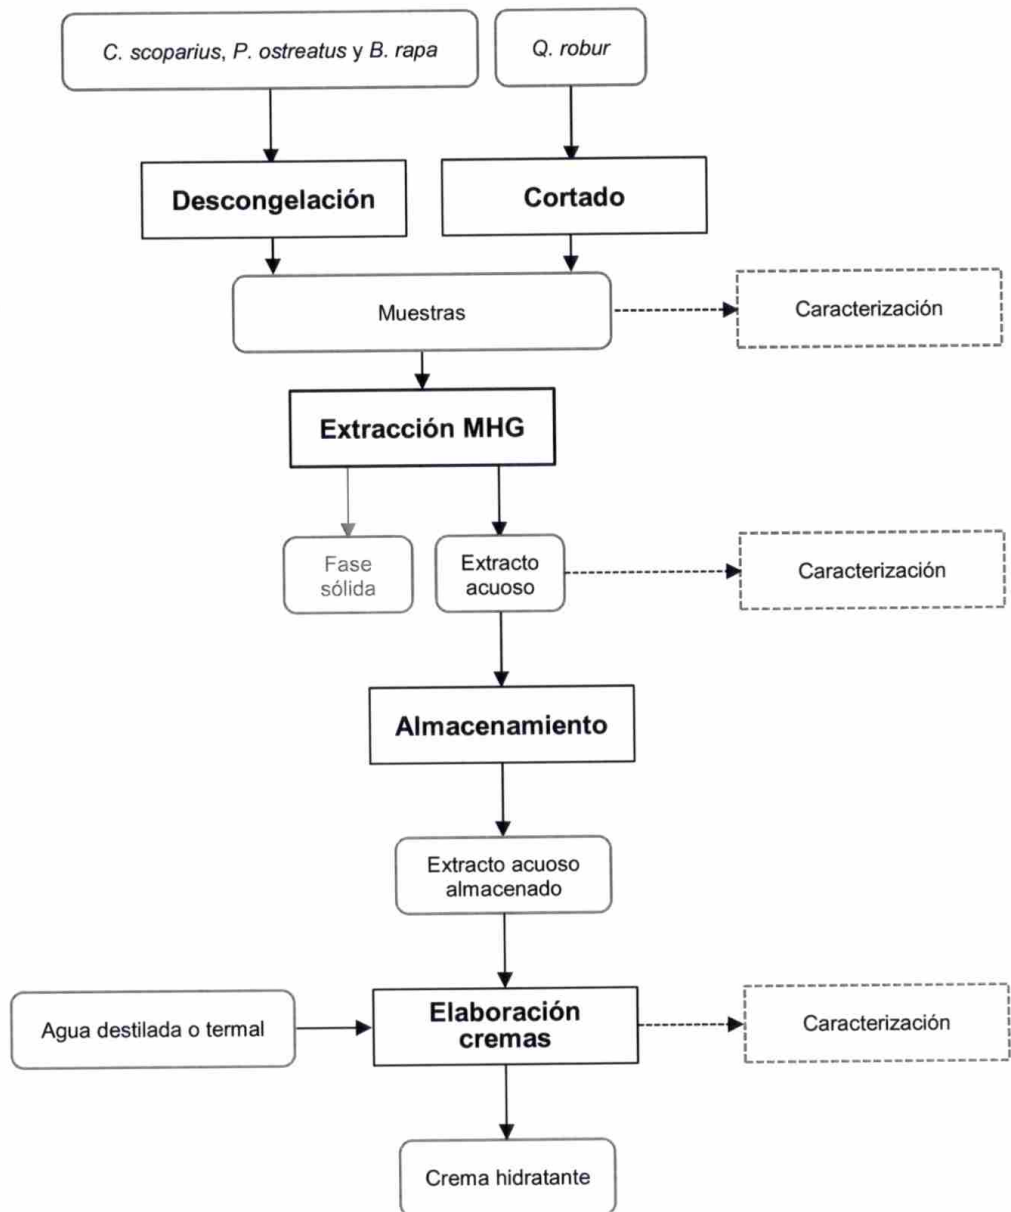 C. scoparius, P. ostreatus y B. rapa
Q. robur
Descongelación
Cortado
Muestras
Caracterización
Extracción MHG
Fase
sólida
Extracto
acuoso
Caracterización
Almacenamiento
Extracto acuoso
almacenado
Agua destilada o termal
Elaboración
cremas
Caracterización
Crema hidratante